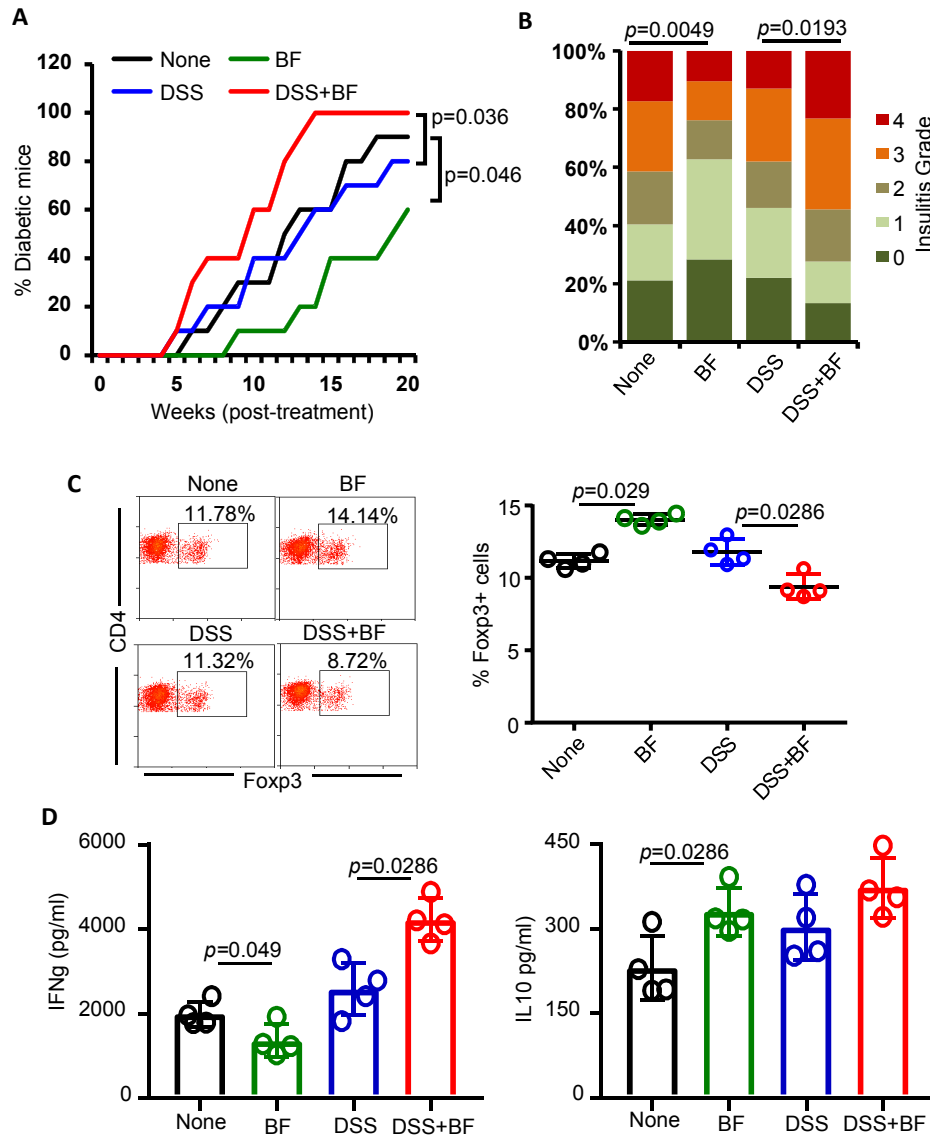 A
None
BF
DSS
DSS+BF
120
100
80
60
40
20
0
% Diabetic mice
0
5
10
15
20
Weeks (post-treatment)
p=0.036
p=0.046
B
p=0.0049
p=0.0193
100%
80%
60%
40%
20%
0%
None
BF
DSS
DSS+BF
4
3
2
1
0
Insulitis Grade
C
None
BF
11.78%
14.14%
DSS
DSS+BF
11.32%
8.72%
CD4
Foxp3
15
10
5
0
% Foxp3+ cells
p=0.029
p=0.0286
None
BF
DSS
DSS+BF
D
6000
4000
2000
0
IFNg (pg/ml)
p=0.049
p=0.0286
None
BF
DSS
DSS+BF
450
300
150
0
IL10 pg/ml)
p=0.0286
None
BF
DSS
DSS+BF